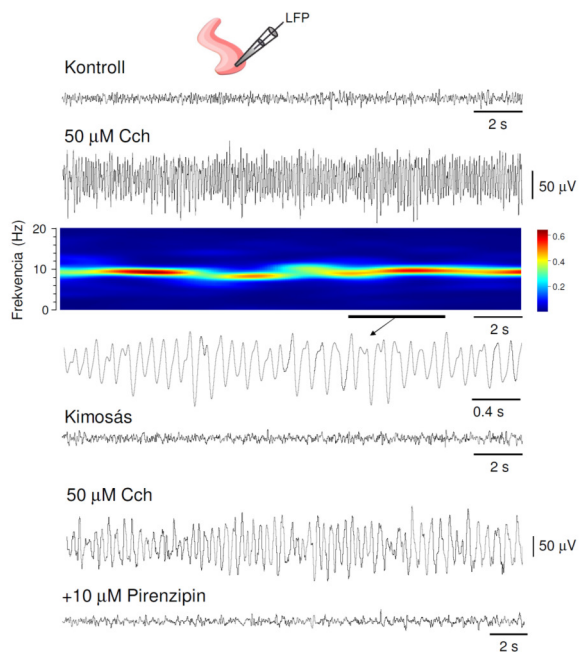 LFP
Kontroll
2 s
50 μM Cch
50 μV
20
10
0
Frekvencia (Hz)
0.6
0.4
0.2
2 s
0.4 s
Kimosás
2 s
50 μM Cch
50 μV
+10 μM Pirenzipin
2 s